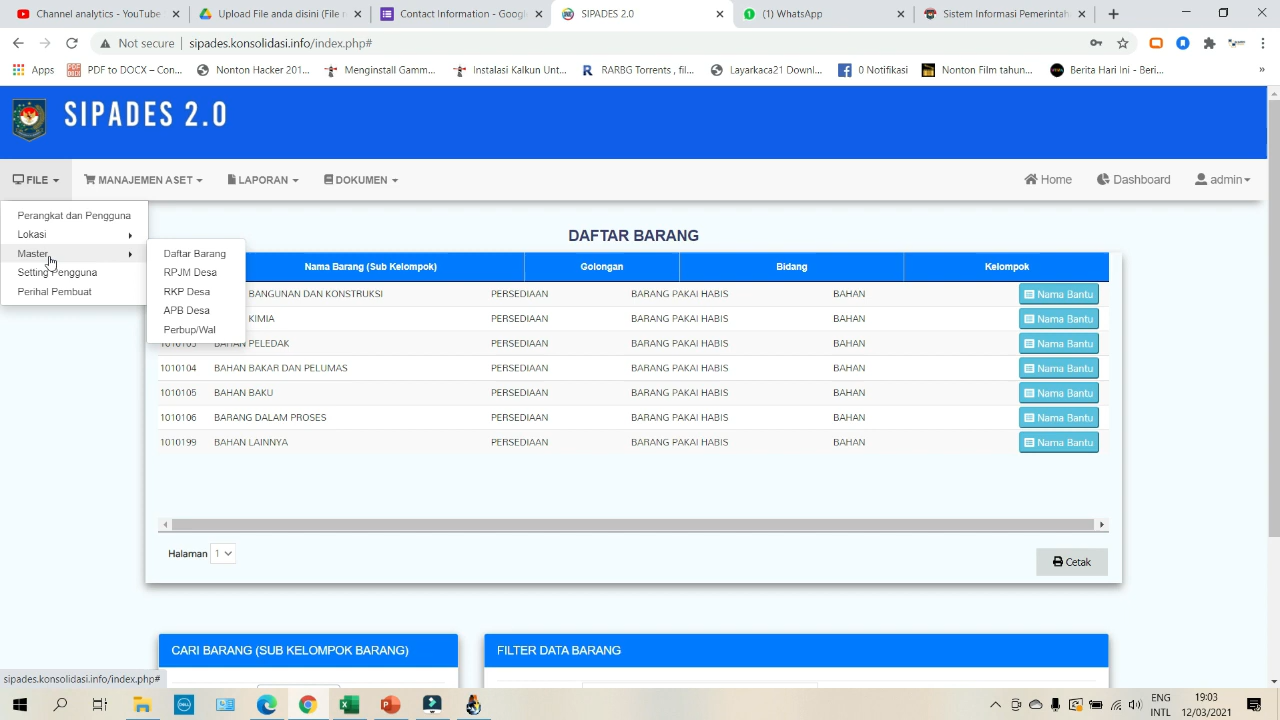 Channel dashboard - YouTube
Upload and Submission File
Contact Information - Googl
SIPADES 2.0
(1) WhatsApp
Sistem Informasi Pemerintah
Not secure | sipades.konsolidasi.info/index.php#
Apps
PDF to DOCX – Con...
Nonton Hacker 201...
Menginstall Gamm...
Instalasi Kalkun Unt...
RARBG Torrents , fil...
Layarkaca21 Downl...
0 Notifikasi
Nonton Film tahun...
Berita Hari Ini - Beri...
»
SIPADES 2.0
FILE
MANAJEMEN ASET
LAPORAN
DOKUMEN
Home
Dashboard
admin
Perangkat dan Pengguna
Lokasi
Master
Setting Pengguna
Perihal Pembuat
Daftar Barang
RPJM Desa
RKP Desa
APB Desa
Perbup/Wal
DAFTAR BARANG
Nama Barang (Sub Kelompok) Golongan Bidang Kelompok
BANGUNAN DAN KONSTRUKSI PERSEDIAAN BARANG PAKAI HABIS BAHAN Nama Bantu
KIMIA PERSEDIAAN BARANG PAKAI HABIS BAHAN Nama Bantu
1010103 BAHAN PELEDAK PERSEDIAAN BARANG PAKAI HABIS BAHAN Nama Bantu
1010104 BAHAN BAKAR DAN PELUMAS PERSEDIAAN BARANG PAKAI HABIS BAHAN Nama Bantu
1010105 BAHAN BAKU PERSEDIAAN BARANG PAKAI HABIS BAHAN Nama Bantu
1010106 BARANG DALAM PROSES PERSEDIAAN BARANG PAKAI HABIS BAHAN Nama Bantu
1010199 BAHAN LAINNYA PERSEDIAAN BARANG PAKAI HABIS BAHAN Nama Bantu
Halaman 1
Cetak
CARI BARANG (SUB KELOMPOK BARANG)
FILTER DATA BARANG
sipades.konsolidasi.info/index.php#
ENG
INTL
19:03
12/03/2021